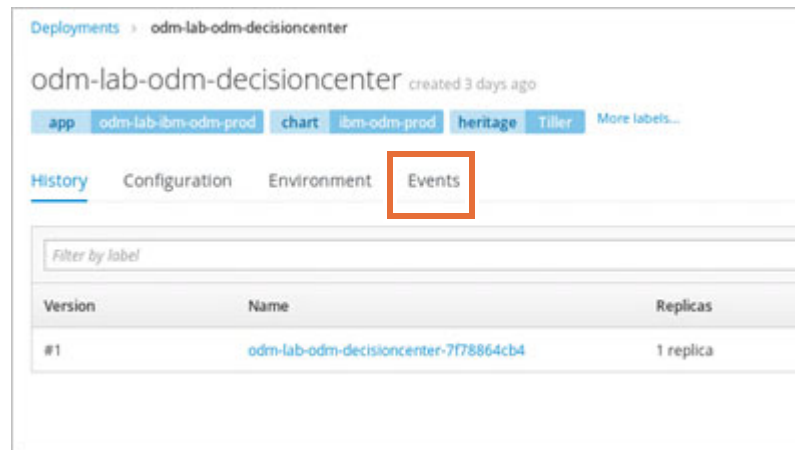 Deployments › odm-lab-odm-decisioncenter
odm-lab-odm-decisioncenter created 3 days ago
app odm-lab-ibm-odm-prod chart ibm-odm-prod heritage Tiller More labels...
History Configuration Environment Events
Filter by label
Version Name Replicas
#1 odm-lab-odm-decisioncenter-7f78864cb4 1 replica